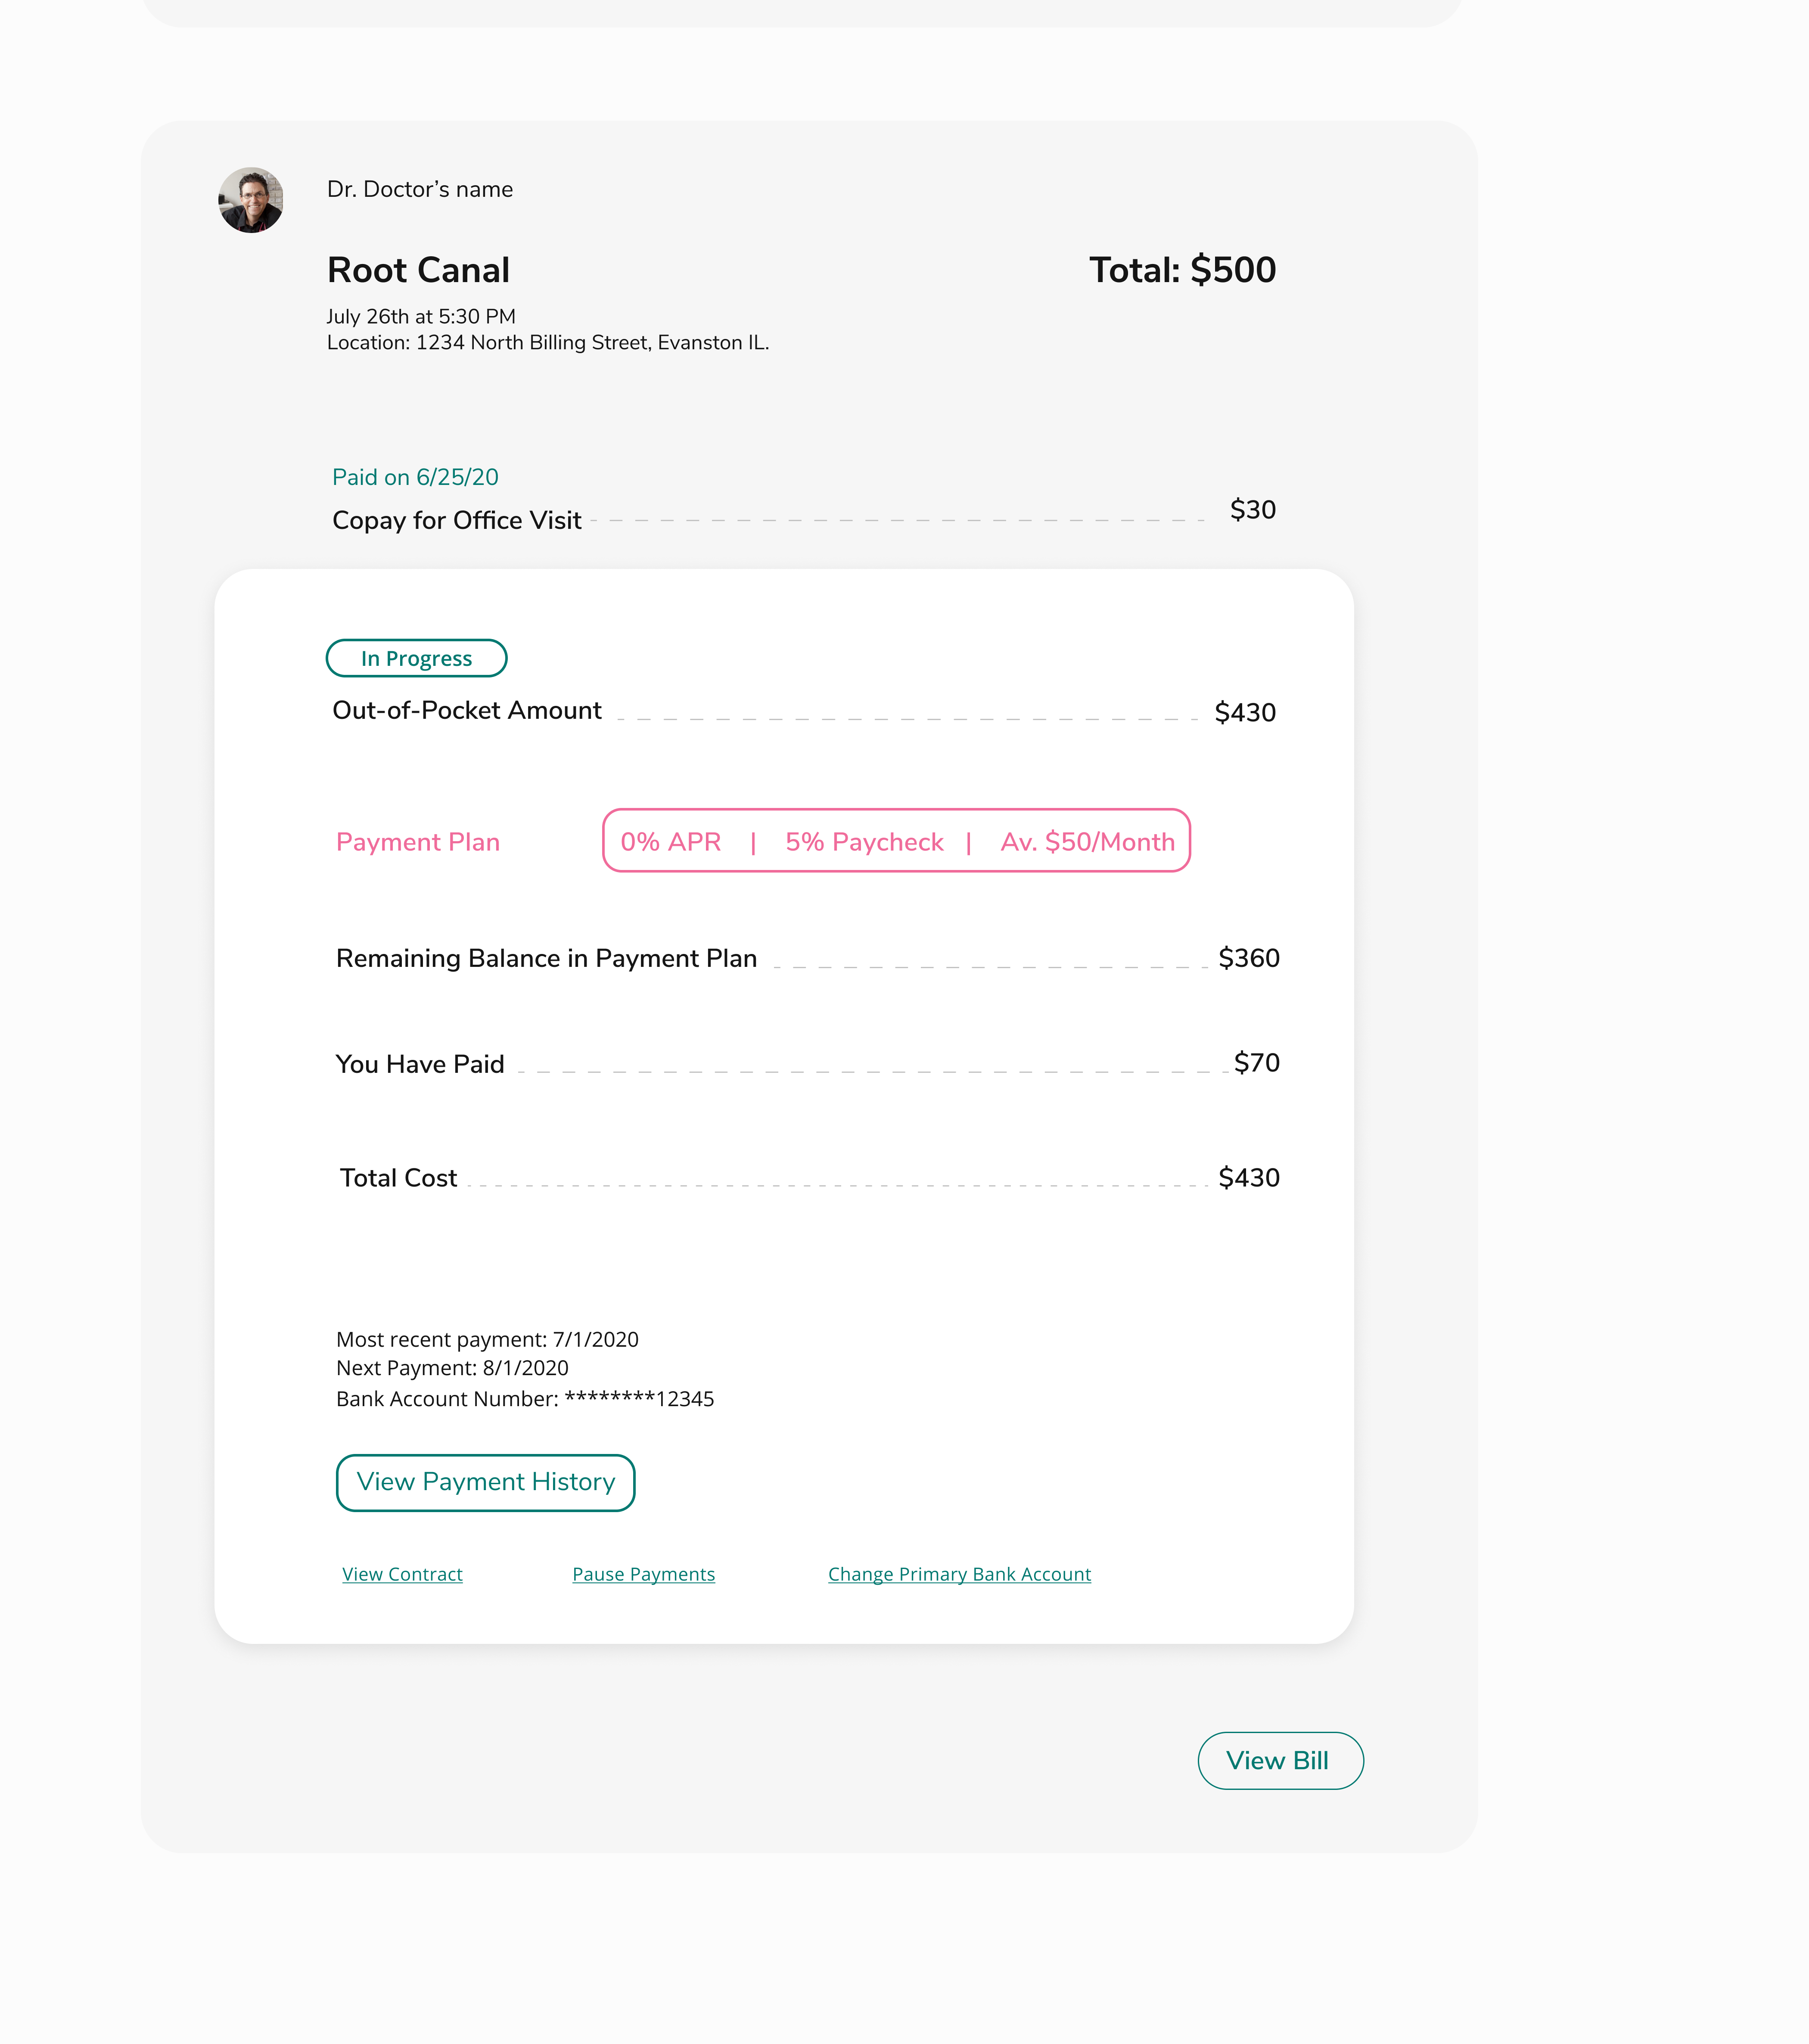 Dr. Doctor’s name
Root Canal
Total: $500
July 26th at 5:30 PM
Location: 1234 North Billing Street, Evanston IL.
Paid on 6/25/20
Copay for Office Visit $30
In Progress
Out-of-Pocket Amount $430
Payment Plan 0% APR | 5% Paycheck | Av. $50/Month
Remaining Balance in Payment Plan $360
You Have Paid $70
Total Cost $430
Most recent payment: 7/1/2020
Next Payment: 8/1/2020
Bank Account Number: ********12345
View Payment History
View Contract Pause Payments Change Primary Bank Account
View Bill